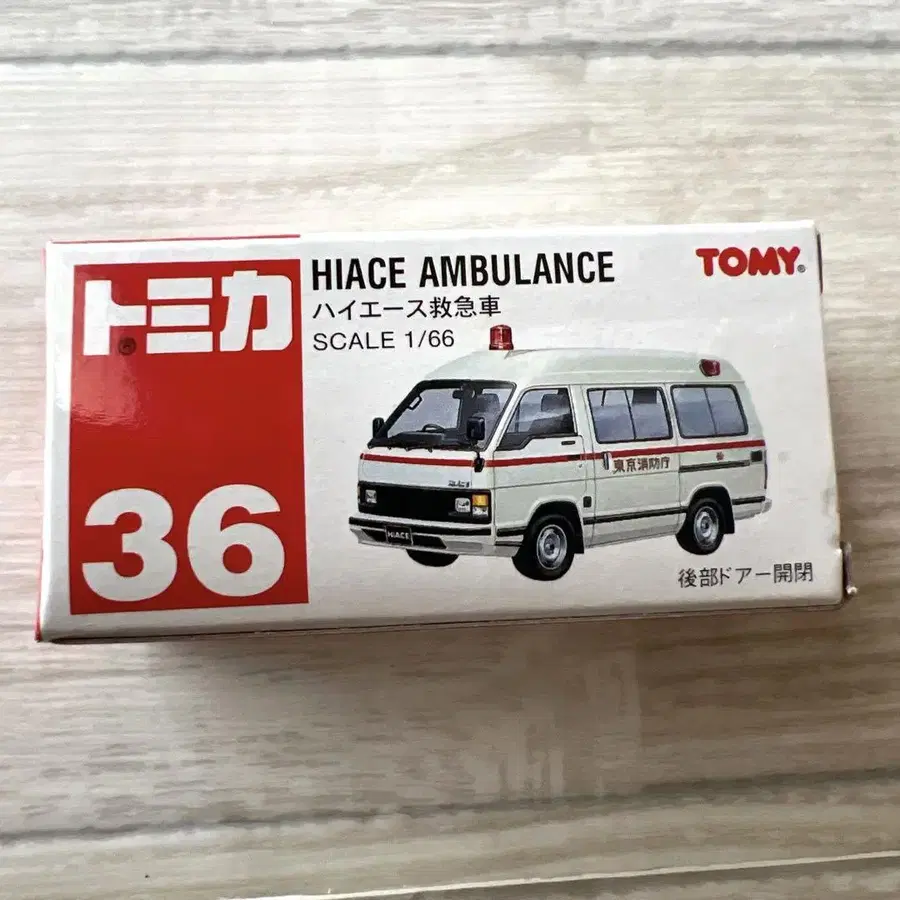 トミカ
36
HIACE AMBULANCE
ハイエース救急車
SCALE 1/66
TOMY
東京消防庁
HIACE
後部ドアー開閉